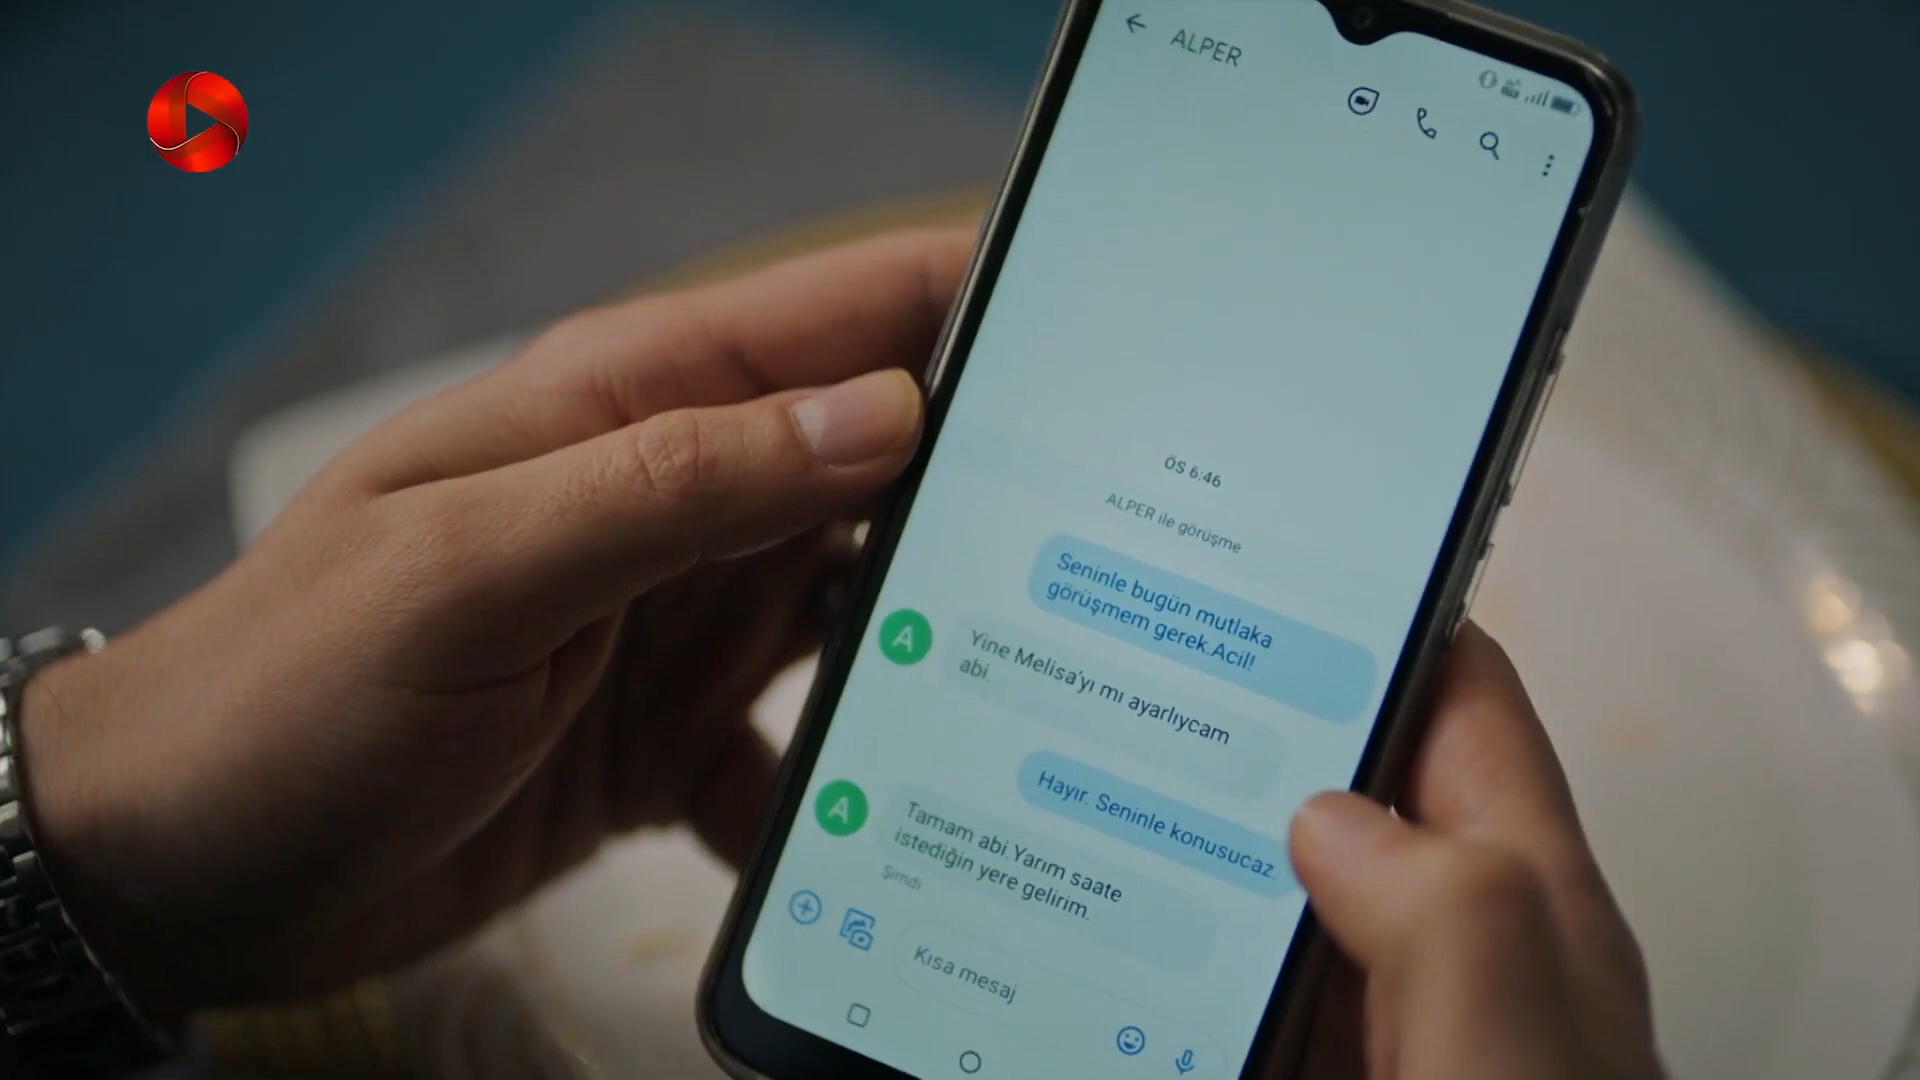 ALPER
ÖS 6:46
ALPER ile görüşme
Seninle bugün mutlaka
görüşmem gerek.Acil!
A
Yine Melisa'yı mı ayarlıycam
abi.
Hayır. Seninle konusucaz.
A
Tamam abi.Yarım saate
istediğin yere gelirim.
Şimdi
Kısa mesaj